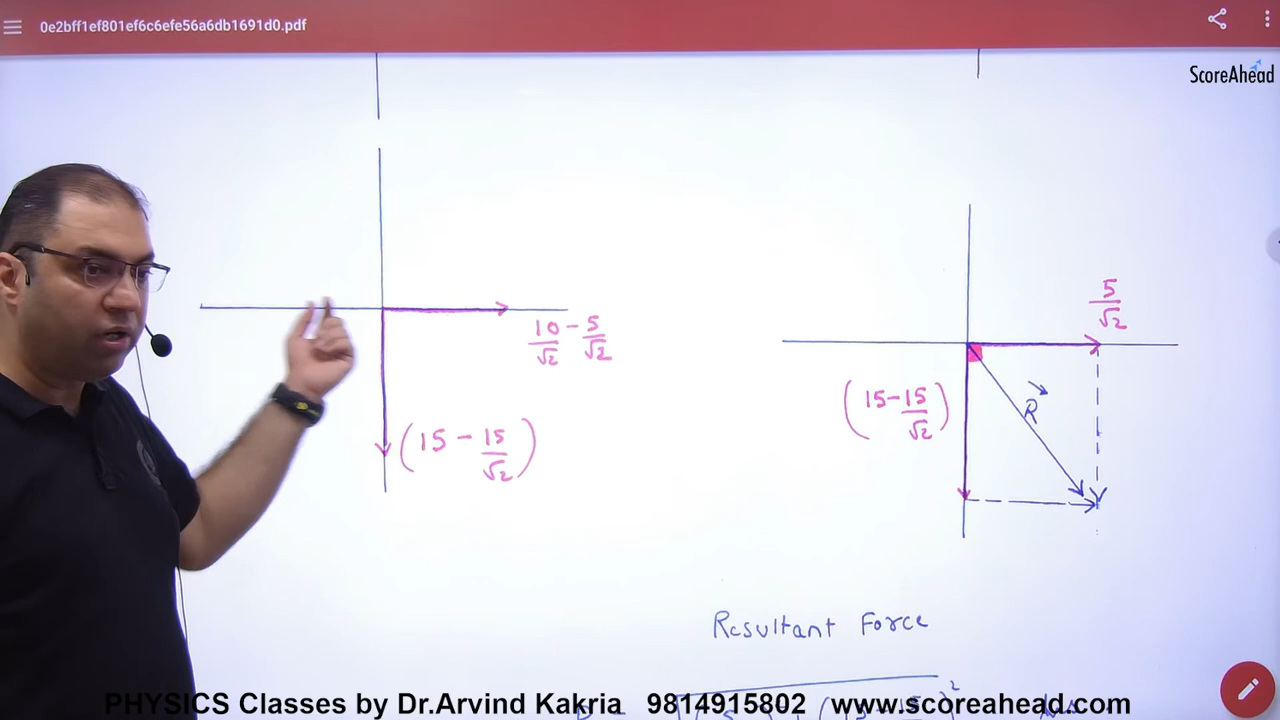 0e2bff1ef801ef6c6efe56a6db1691d0.pdf
ScoreAhead
10/√2 - 5/√2
(15 - 15/√2)
5/√2
(15 - 15/√2)
R⃗
Resultant Force
PHYSICS Classes by Dr.Arvind Kakria 9814915802 www.scoreahead.com